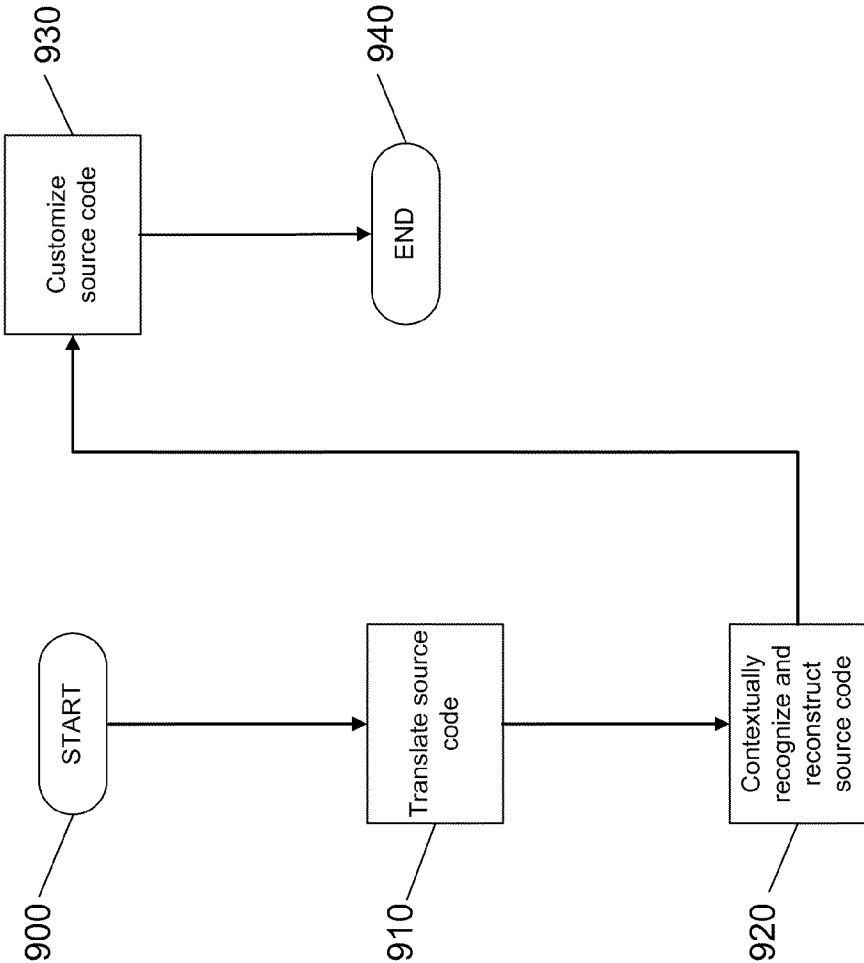 900
START
910
Translate source
code
920
Contextually
recognize and
reconstruct
source code
930
Customize
source code
940
END